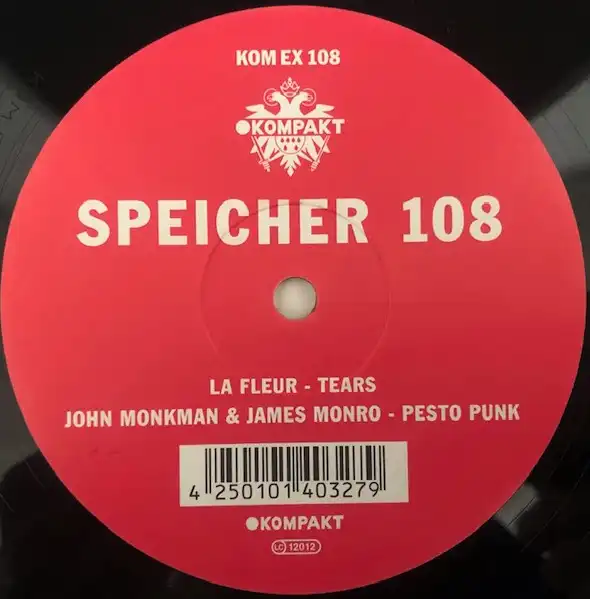 KOM EX 108
KOMPAKT
SPEICHER 108
LA FLEUR - TEARS
JOHN MONKMAN & JAMES MONRO - PESTO PUNK
4 250101 403279
KOMPAKT
LC 12012